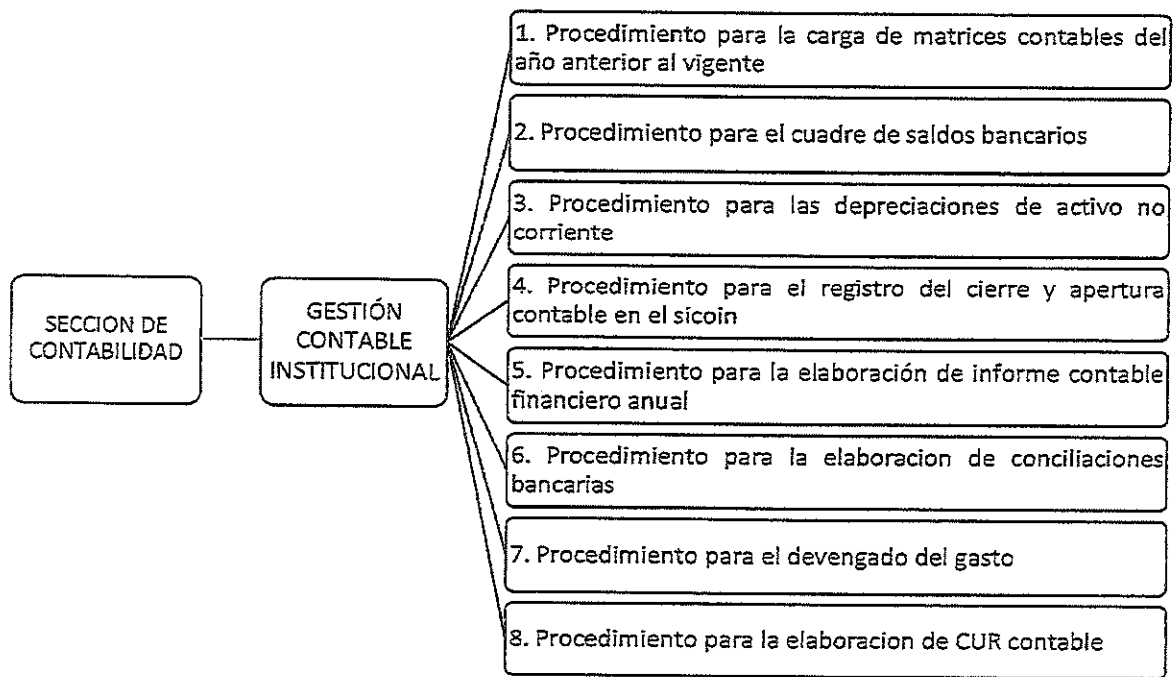 1. Procedimiento para la carga de matrices contables del
año anterior al vigente
2. Procedimiento para el cuadre de saldos bancarios
3. Procedimiento para las depreciaciones de activo no
corriente
SECCION DE
CONTABILIDAD
GESTIÓN
CONTABLE
INSTITUCIONAL
4. Procedimiento para el registro del cierre y apertura
contable en el sicoin
5. Procedimiento para la elaboración de informe contable
financiero anual
6. Procedimiento para la elaboracion de conciliaciones
bancarias
7. Procedimiento para el devengado del gasto
8. Procedimiento para la elaboracion de CUR contable